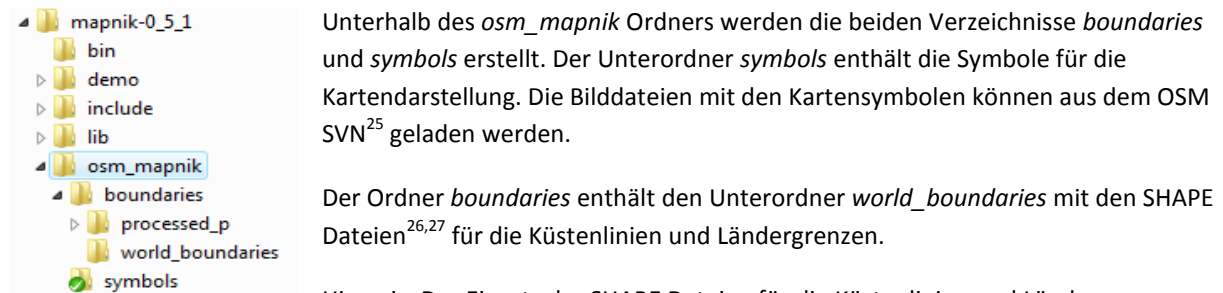 mapnik-0_5_1
bin
demo
include
lib
osm_mapnik
boundaries
processed_p
world_boundaries
symbols
Unterhalb des osm_mapnik Ordners werden die beiden Verzeichnisse boundaries
und symbols erstellt. Der Unterordner symbols enthält die Symbole für die
Kartendarstellung. Die Bilddateien mit den Kartensymbolen können aus dem OSM
SVN25 geladen werden.
Der Ordner boundaries enthält den Unterordner world_boundaries mit den SHAPE
Dateien26,27 für die Küstenlinien und Ländergrenzen.